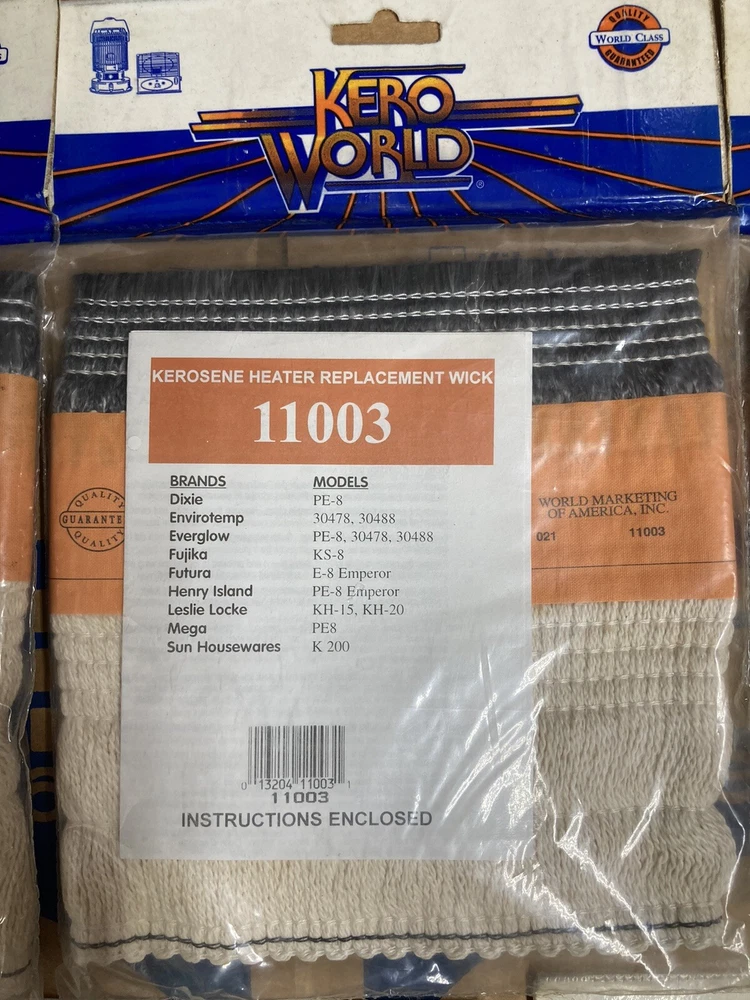 QUALITY
WORLD CLASS
GUARANTEED
KERO
WORLD®
KEROSENE HEATER REPLACEMENT WICK
11003
BRANDS MODELS
Dixie PE-8
Envirotemp 30478, 30488
Everglow PE-8, 30478, 30488
Fujika KS-8
Futura E-8 Emperor
Henry Island PE-8 Emperor
Leslie Locke KH-15, KH-20
Mega PE8
Sun Housewares K 200
0 13204 11003 1
11003
INSTRUCTIONS ENCLOSED
QUALITY
GUARANTE
QUALITY
WORLD MARKETING
OF AMERICA, INC.
021 11003